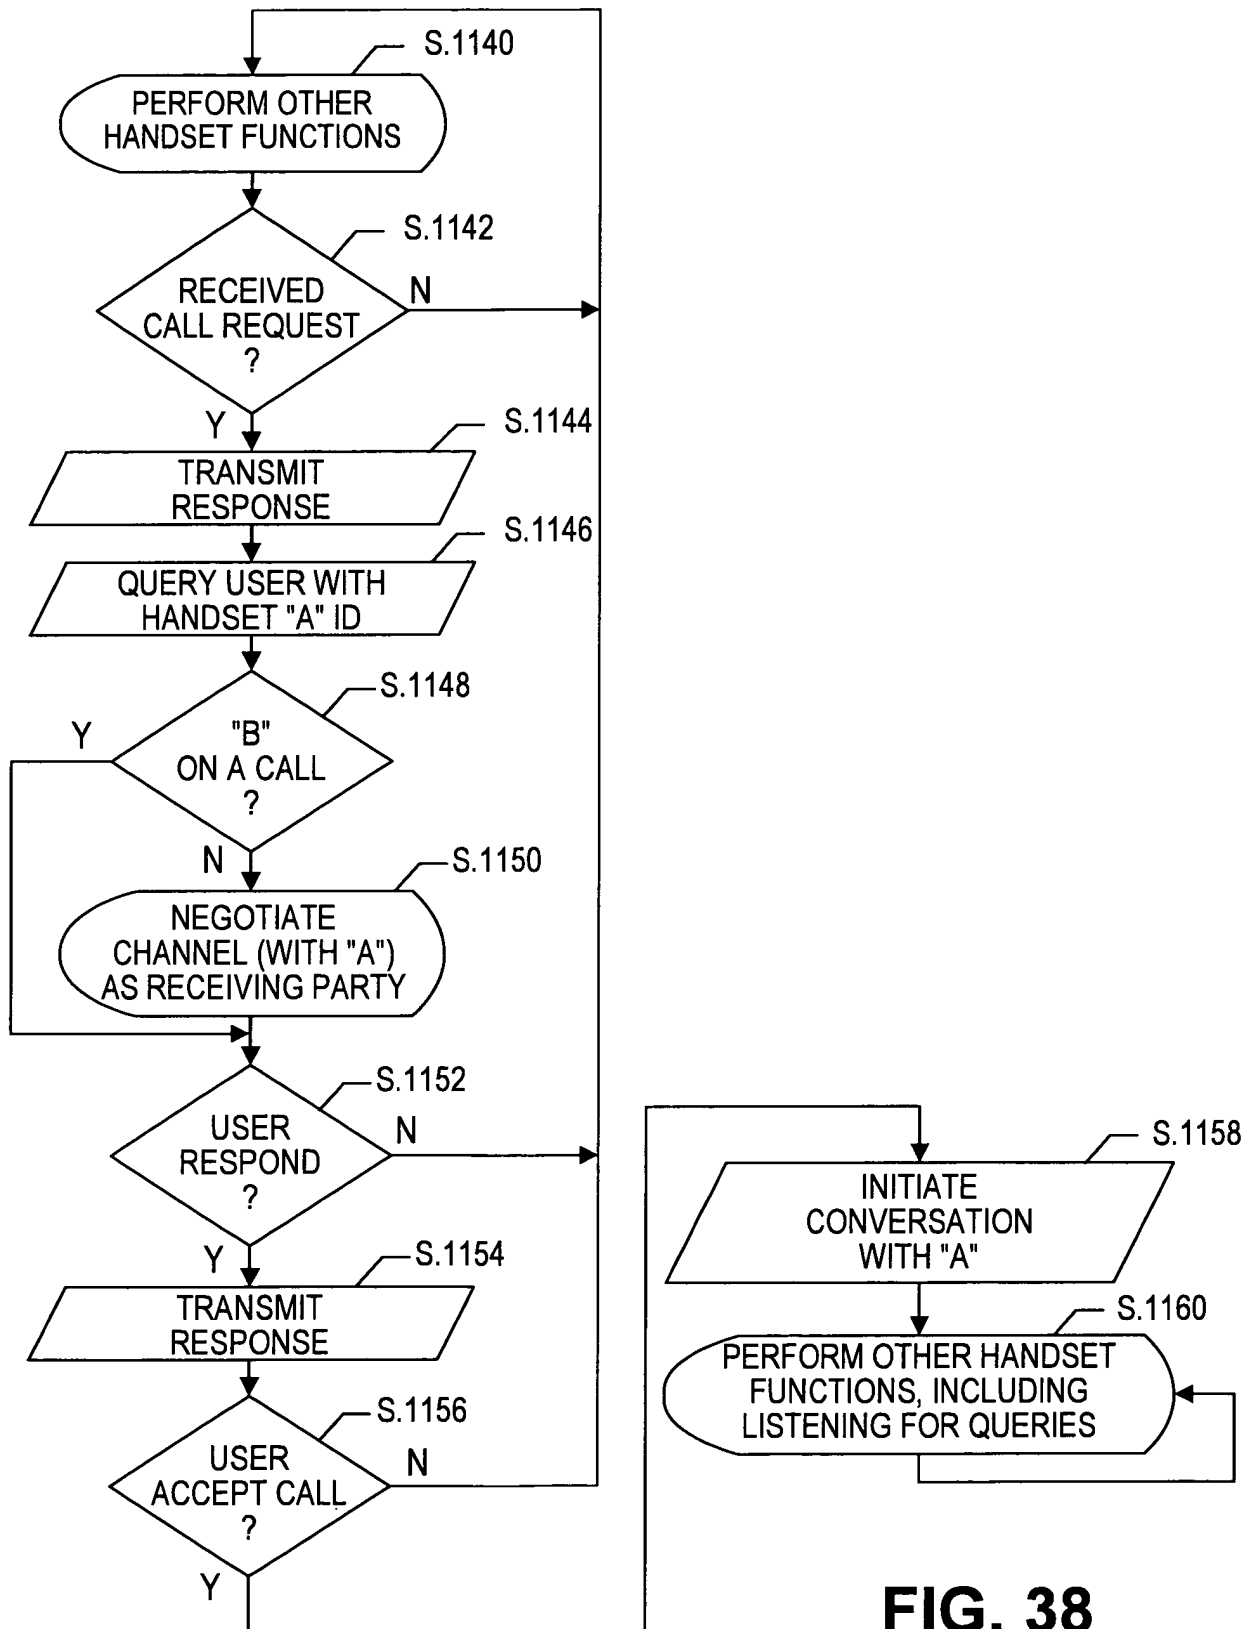 S.1140
PERFORM OTHER
HANDSET FUNCTIONS
S.1142
RECEIVED
CALL REQUEST
?
N
Y
S.1144
TRANSMIT
RESPONSE
S.1146
QUERY USER WITH
HANDSET "A" ID
S.1148
"B"
ON A CALL
?
Y
N
S.1150
NEGOTIATE
CHANNEL (WITH "A")
AS RECEIVING PARTY
S.1152
USER
RESPOND
?
N
Y
S.1154
TRANSMIT
RESPONSE
S.1156
USER
ACCEPT CALL
?
N
Y
S.1158
INITIATE
CONVERSATION
WITH "A"
S.1160
PERFORM OTHER HANDSET
FUNCTIONS, INCLUDING
LISTENING FOR QUERIES
FIG. 38